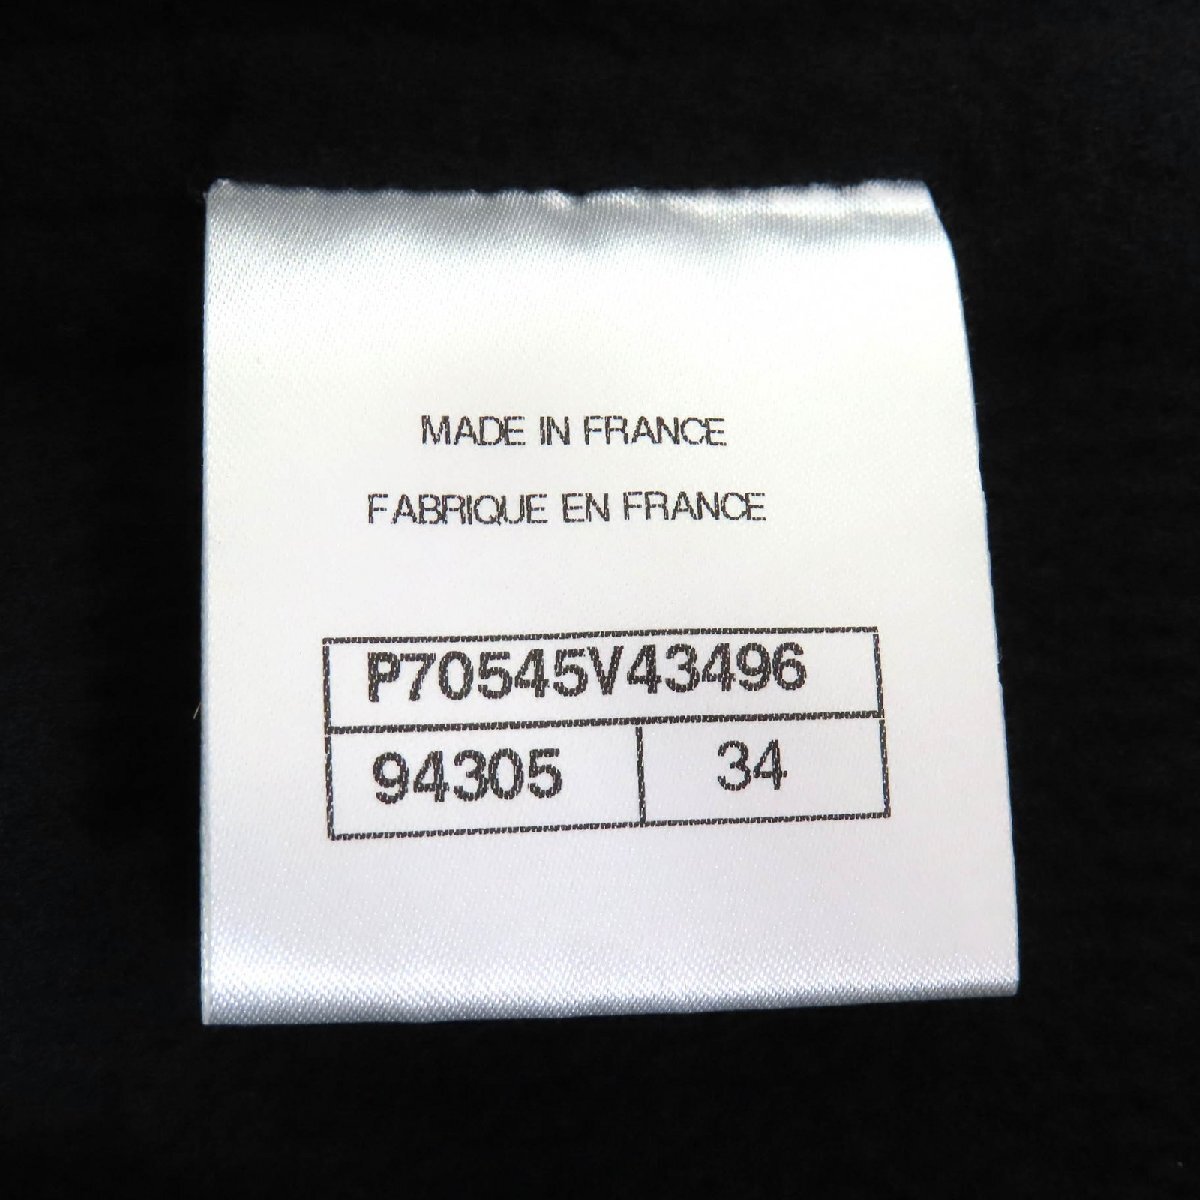 MADE IN FRANCE
FABRIQUE EN FRANCE
P70545V43496
94305 34